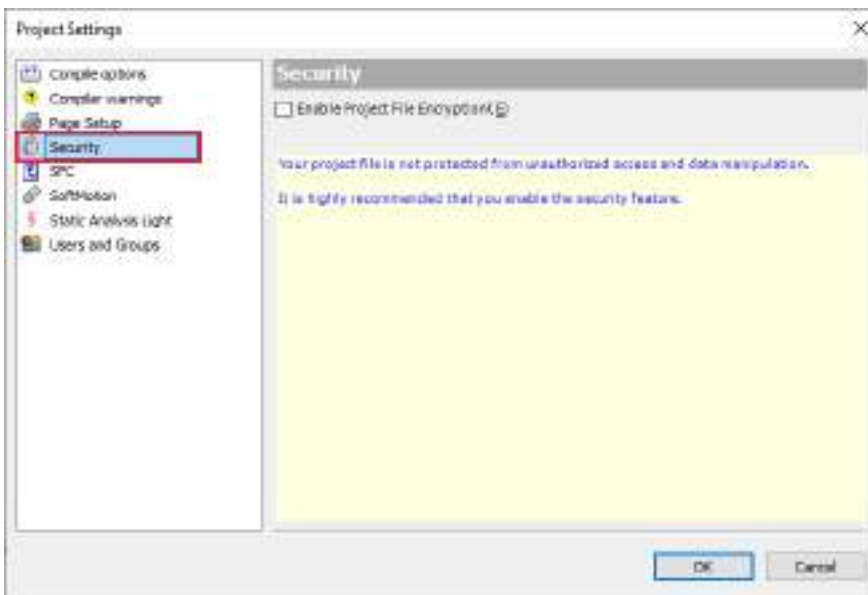 Project Settings
Compile options
Compiler warnings
Page Setup
Security
SFC
SoftMotion
Static Analysis Light
Users and Groups
Security
Enable Project File Encryption(E)
Your project file is not protected from unauthorized access and data manipulation.
It is highly recommended that you enable the security feature.
OK
Cancel